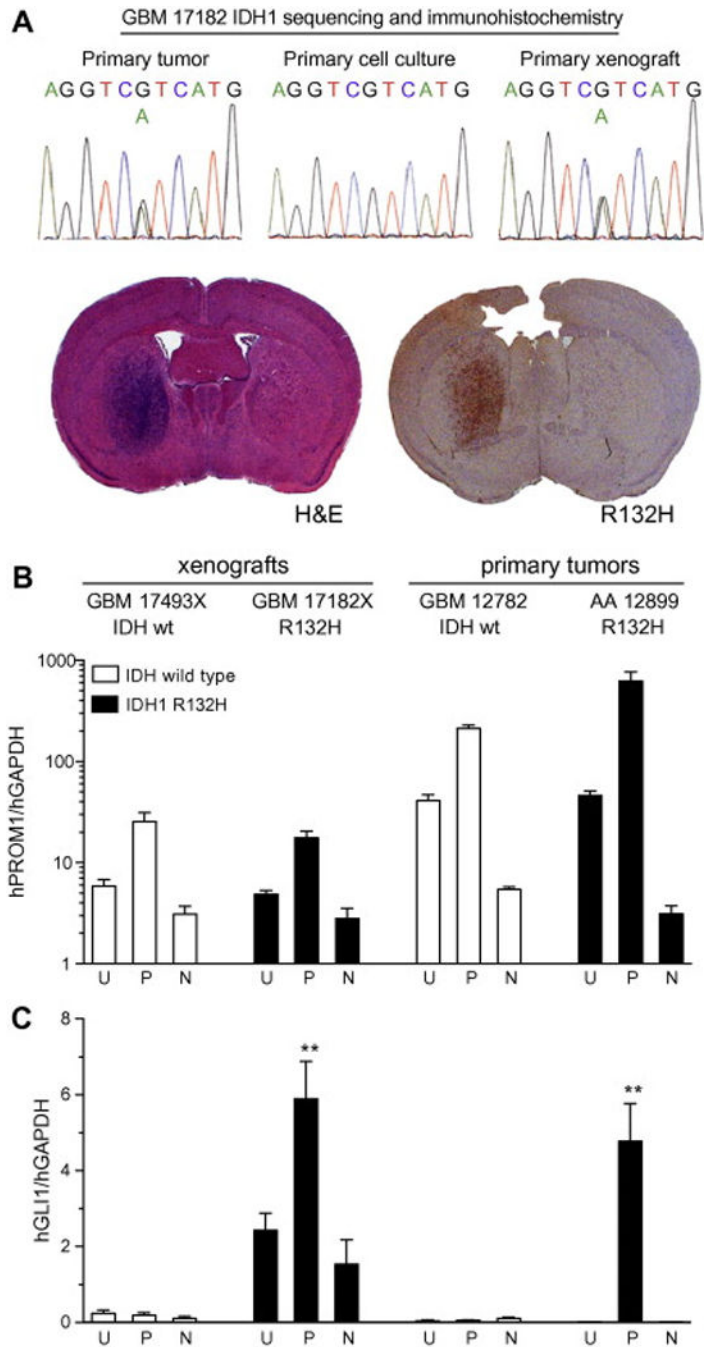 A
GBM 17182 IDH1 sequencing and immunohistochemistry
Primary tumor Primary cell culture Primary xenograft
AGGTCGTCATG AGGTCGTCATG AGGTCGTCATG
A A
H&E R132H
B
xenografts primary tumors
GBM 17493X GBM 17182X GBM 12782 AA 12899
IDH wt R132H IDH wt R132H
hPROM1/hGAPDH
1000
100
10
1
IDH wild type
IDH1 R132H
U P N U P N U P N U P N
C
hGLI1/hGAPDH
8
6
4
2
0
** **
U P N U P N U P N U P N